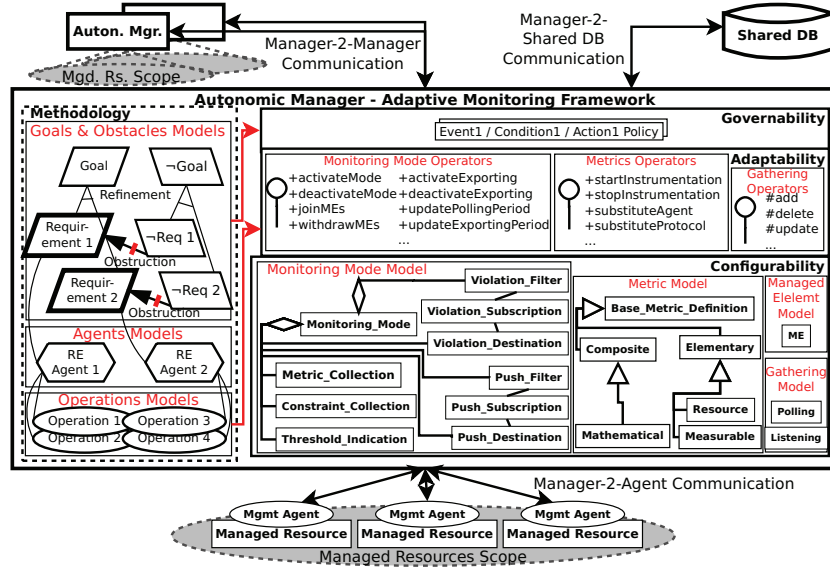 Auton. Mgr.
Mgd. Rs. Scope
Manager-2-Manager
Communication
Manager-2-
Shared DB
Communication
Shared DB
Autonomic Manager - Adaptive Monitoring Framework
Methodology
Goals & Obstacles Models
Goal
¬Goal
Refinement
Requir-
ement 1
¬Req 1
Obstruction
Requir-
ement 2
¬Req 2
Obstruction
Agents Models
RE
Agent 1
RE
Agent 2
Operations Models
Operation 1
Operation 3
Operation 2
Operation 4
Governability
Event1 / Condition1 / Action1 Policy
Adaptability
Monitoring Mode Operators
+activateMode
+deactivateMode
+joinMEs
+withdrawMEs
+activateExporting
+deactivateExporting
+updatePollingPeriod
+updateExportingPeriod
...
Metrics Operators
+startInstrumentation
+stopInstrumentation
+substituteAgent
+substituteProtocol
...
Gathering
Operators
#add
#delete
#update
...
Configurability
Monitoring Mode Model
Violation_Filter
Violation_Subscription
Monitoring_Mode
Violation_Destination
Metric_Collection
Push_Filter
Constraint_Collection
Push_Subscription
Threshold_Indication
Push_Destination
Metric Model
Base_Metric_Definition
Composite
Elementary
Resource
Mathematical
Measurable
Managed
Elelemt
Model
ME
Gathering
Model
Polling
Listening
Manager-2-Agent Communication
Mgmt Agent
Mgmt Agent
Mgmt Agent
Managed Resource
Managed Resource
Managed Resource
Managed Resources Scope